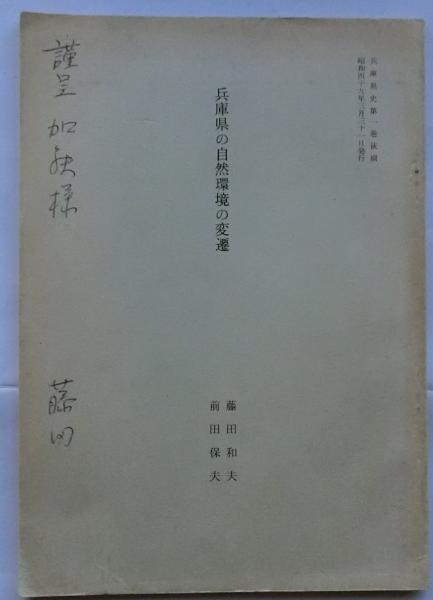 兵庫県史第一巻抜刷
昭和四十九年三月三十一日発行
兵庫県の自然環境の変遷
藤田和夫
前田保夫
謹呈 加 様
藤田